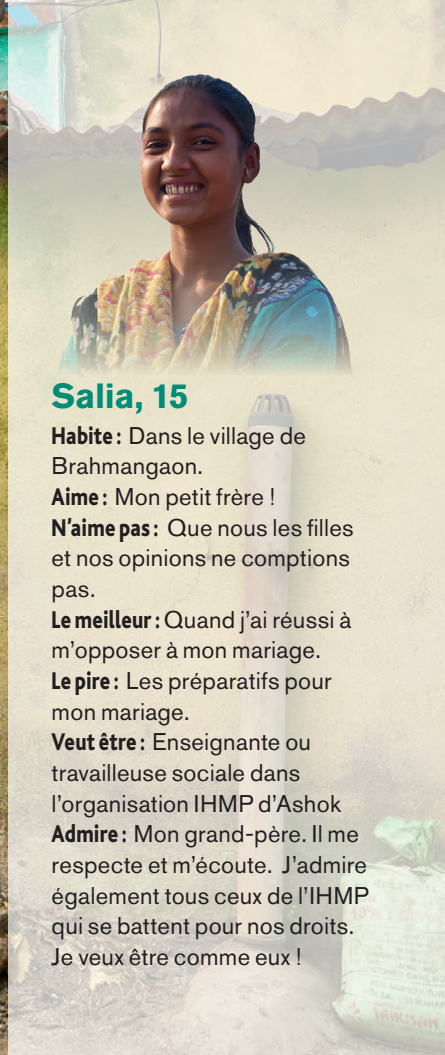 Salia, 15
Habite : Dans le village de
Brahmangaon.
Aime : Mon petit frère !
N’aime pas : Que nous les filles
et nos opinions ne comptions
pas.
Le meilleur : Quand j’ai réussi à
m’opposer à mon mariage.
Le pire : Les préparatifs pour
mon mariage.
Veut être : Enseignante ou
travailleuse sociale dans
l’organisation IHMP d’Ashok
Admire : Mon grand-père. Il me
respecte et m’écoute. J’admire
également tous ceux de l’IHMP
qui se battent pour nos droits.
Je veux être comme eux !